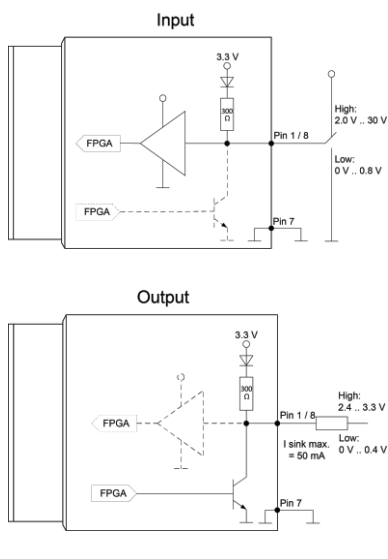 Input
3.3 V
300
Ω
High:
2.0 V .. 30 V
Pin 1 / 8
FPGA
Low:
0 V .. 0.8 V
FPGA
Pin 7
Output
3.3 V
300
Ω
High:
2.4 .. 3.3 V
Pin 1 / 8
FPGA
I sink max.
= 50 mA
Low:
0 V .. 0.4 V
FPGA
Pin 7